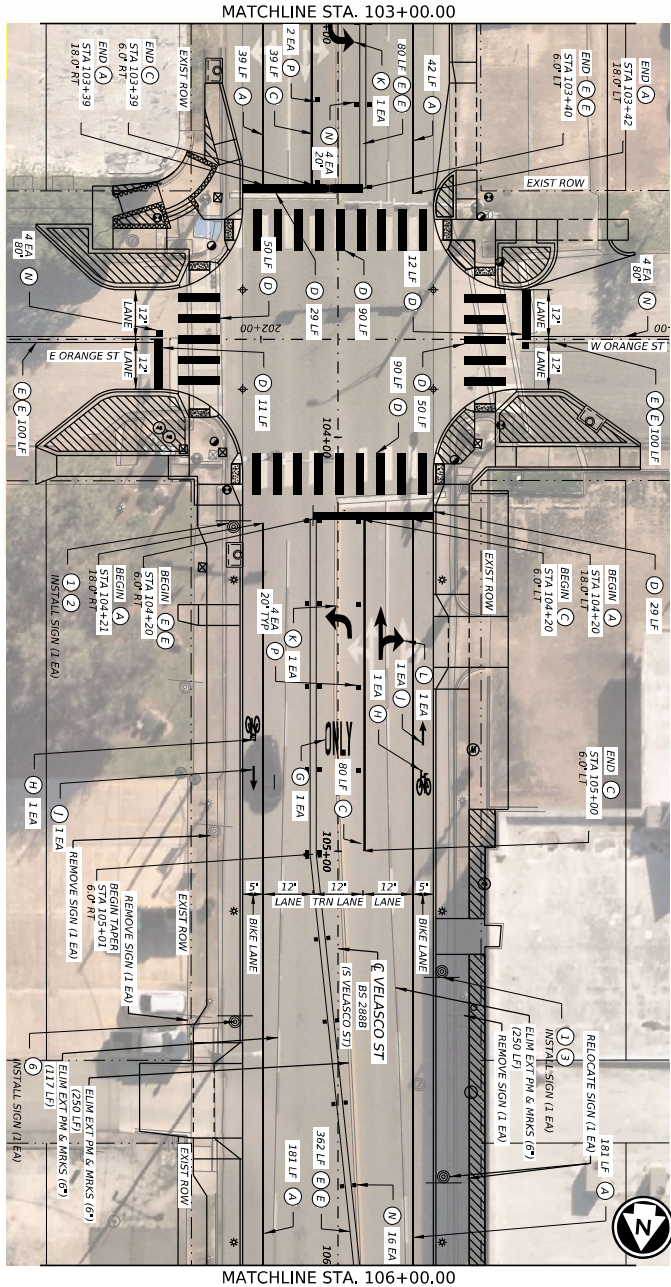 MATCHLINE STA. 103+00.00
END A
STA 103+42
18.0' LT
END E E
STA 103+40
6.0' LT
42 LF A
80 LF E E
K 1 EA
N 4 EA
20'
2 EA P
39 LF C
39 LF A
END C
STA 103+39
6.0' RT
END A
STA 103+39
18.0' RT
EXIST ROW
EXIST ROW
4 EA N
80'
12'
LANE
12'
LANE
W ORANGE ST
E E 100 LF
12 LF D
D 90 LF
D 29 LF
50 LF D
202+00
4 EA N
80'
12'
LANE
12'
LANE
E ORANGE ST
E E 100 LF
D 11 LF
D 50 LF
90 LF D
104+00
D 29 LF
BEGIN A
STA 104+20
18.0' LT
BEGIN C
STA 104+20
6.0' LT
EXIST ROW
L 1 EA
1 EA J
1 EA H
K 1 EA
4 EA P
20' TYP
BEGIN E E
STA 104+20
6.0' RT
BEGIN A
STA 104+21
18.0' RT
1 2
INSTALL SIGN (1 EA)
END C
STA 105+00
6.0' LT
ONLY
80 LF C
G 1 EA
105+00
H 1 EA
J 1 EA
REMOVE SIGN (1 EA)
BEGIN TAPER
STA 105+01
6.0' RT
REMOVE SIGN (1 EA)
EXIST ROW
5'
12'
12'
12'
5'
BIKE LANE
LANE
TRN LANE
LANE
BIKE LANE
℄ VELASCO ST
BS 288B
(S VELASCO ST)
RELOCATE SIGN (1 EA)
1 3
INSTALL SIGN (1 EA)
ELIM EXT PM & MRKS (6")
(250 LF)
REMOVE SIGN (1 EA)
181 LF A
N 16 EA
362 LF E E
181 LF A
EXIST ROW
ELIM EXT PM & MRKS (6")
(250 LF)
ELIM EXT PM & MRKS (6")
(117 LF)
6
INSTALL SIGN (1 EA)
106
N
MATCHLINE STA. 106+00.00